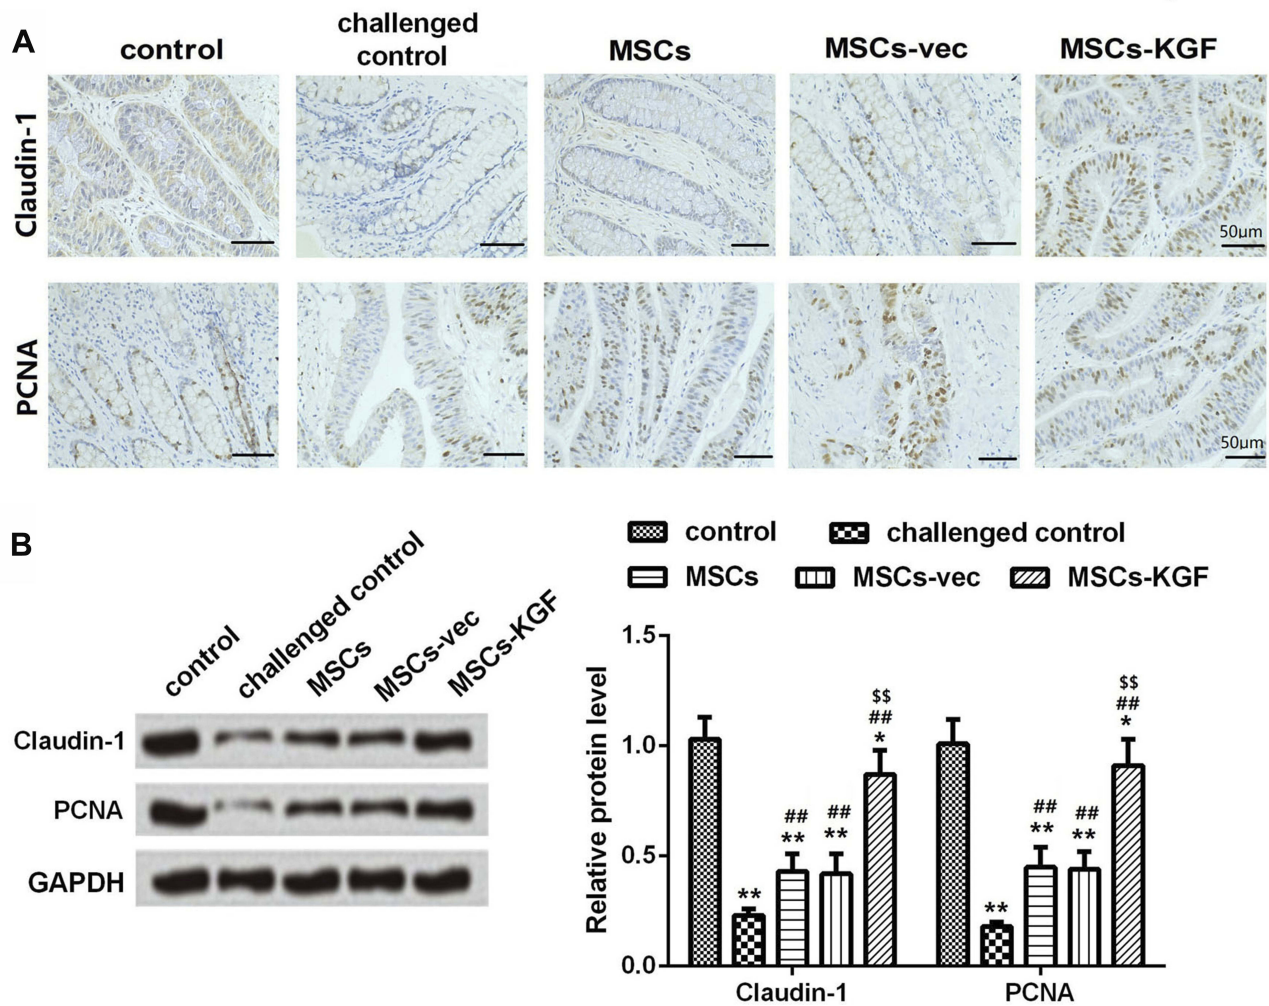 A
control
challenged
control
MSCs
MSCs-vec
MSCs-KGF
Claudin-1
50μm
PCNA
50μm
B
control
challenged control
MSCs
MSCs-vec
MSCs-KGF
Claudin-1
PCNA
GAPDH
control challenged control
MSCs MSCs-vec MSCs-KGF
Relative protein level
1.5
1.0
0.5
0.0
**
##
**
##
**
$$
##
*
**
##
**
##
**
$$
##
*
Claudin-1 PCNA